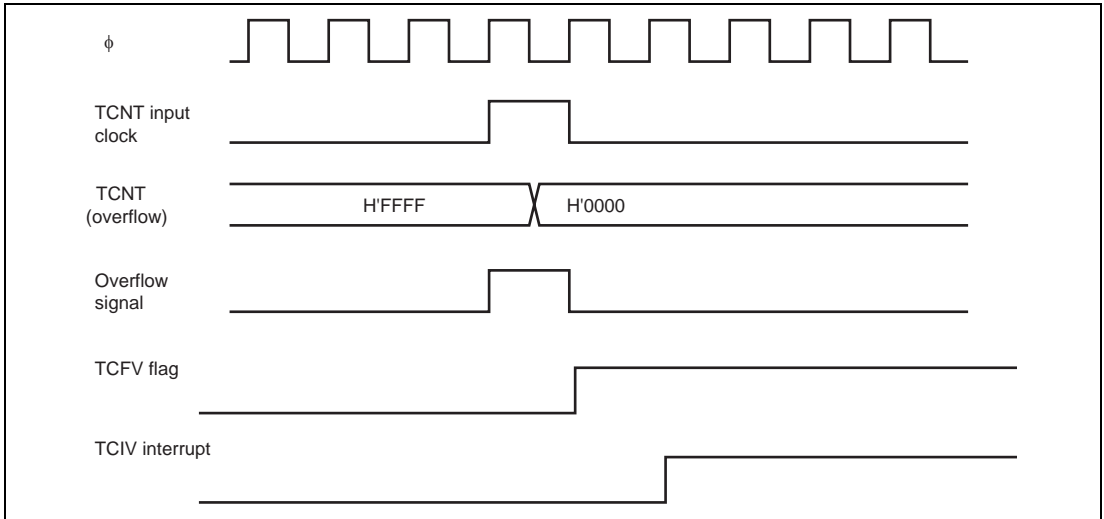 ϕ
TCNT input
clock
TCNT
(overflow)
H'FFFF
H'0000
Overflow
signal
TCFV flag
TCIV interrupt